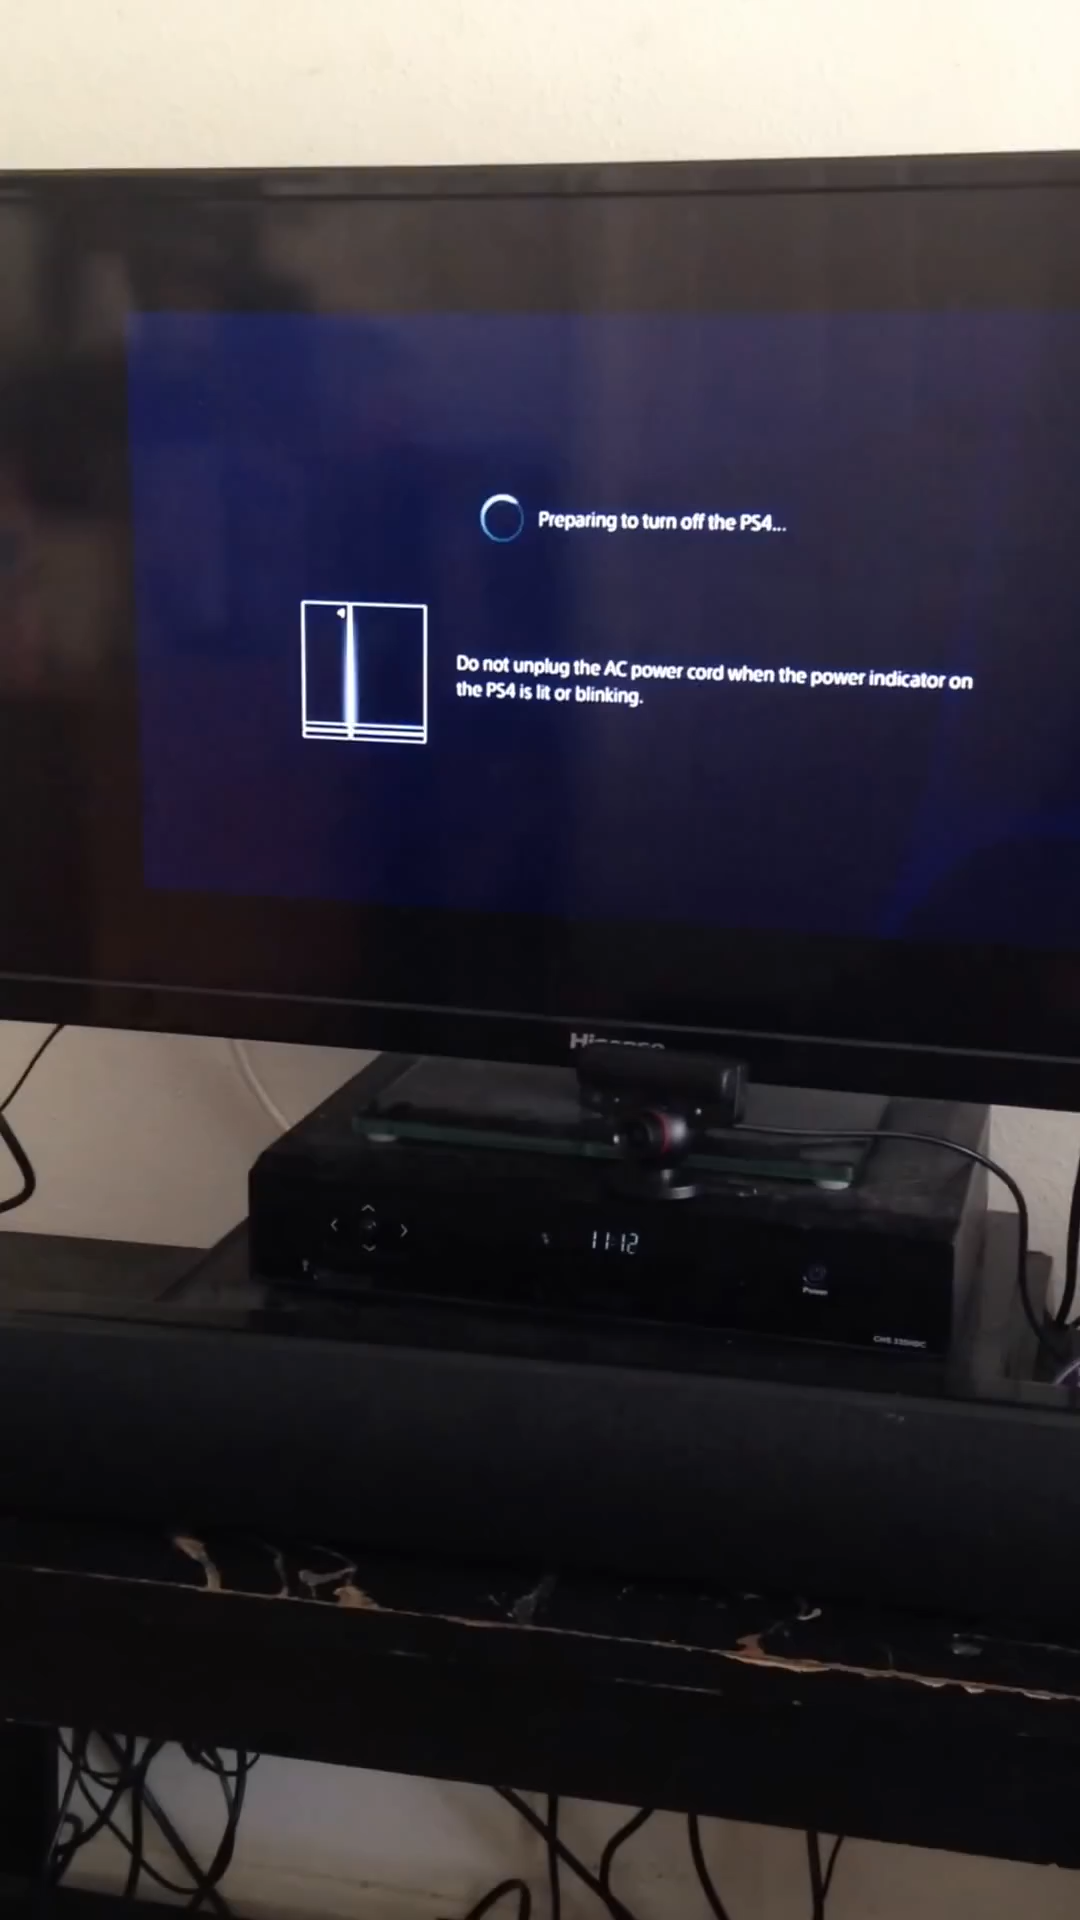 Preparing to turn off the PS4...
Do not unplug the AC power cord when the power indicator on
the PS4 is lit or blinking.
Hisense
11:12
Power